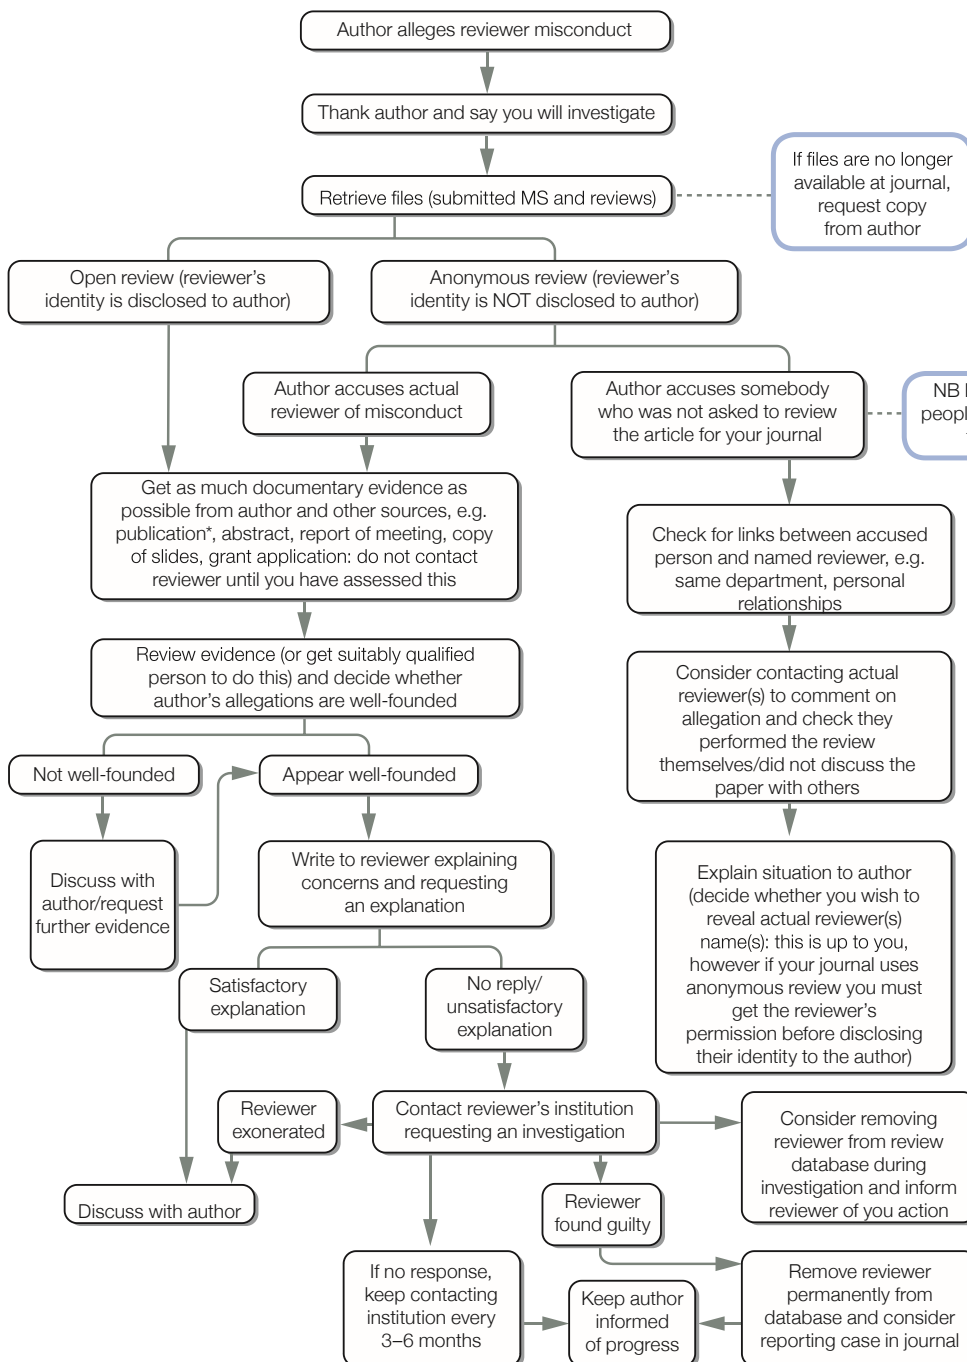 Author alleges reviewer misconduct
Thank author and say you will investigate
Retrieve files (submitted MS and reviews)
If files are no longer
available at journal,
request copy
from author
Open review (reviewer's
identity is disclosed to author)
Anonymous review (reviewer's
identity is NOT disclosed to author)
Author accuses actual
reviewer of misconduct
Author accuses somebody
who was not asked to review
the article for your journal
NB
peopl
Get as much documentary evidence as
possible from author and other sources, e.g.
publication*, abstract, report of meeting, copy
of slides, grant application: do not contact
reviewer until you have assessed this
Check for links between accused
person and named reviewer, e.g.
same department, personal
relationships
Review evidence (or get suitably qualified
person to do this) and decide whether
author's allegations are well-founded
Consider contacting actual
reviewer(s) to comment on
allegation and check they
performed the review
themselves/did not discuss the
paper with others
Not well-founded
Appear well-founded
Discuss with
author/request
further evidence
Write to reviewer explaining
concerns and requesting
an explanation
Explain situation to author
(decide whether you wish to
reveal actual reviewer(s)
name(s): this is up to you,
however if your journal uses
anonymous review you must
get the reviewer's
permission before disclosing
their identity to the author)
Satisfactory
explanation
No reply/
unsatisfactory
explanation
Reviewer
exonerated
Contact reviewer's institution
requesting an investigation
Consider removing
reviewer from review
database during
investigation and inform
reviewer of you action
Discuss with author
Reviewer
found guilty
If no response,
keep contacting
institution every
3–6 months
Keep author
informed
of progress
Remove reviewer
permanently from
database and consider
reporting case in journal